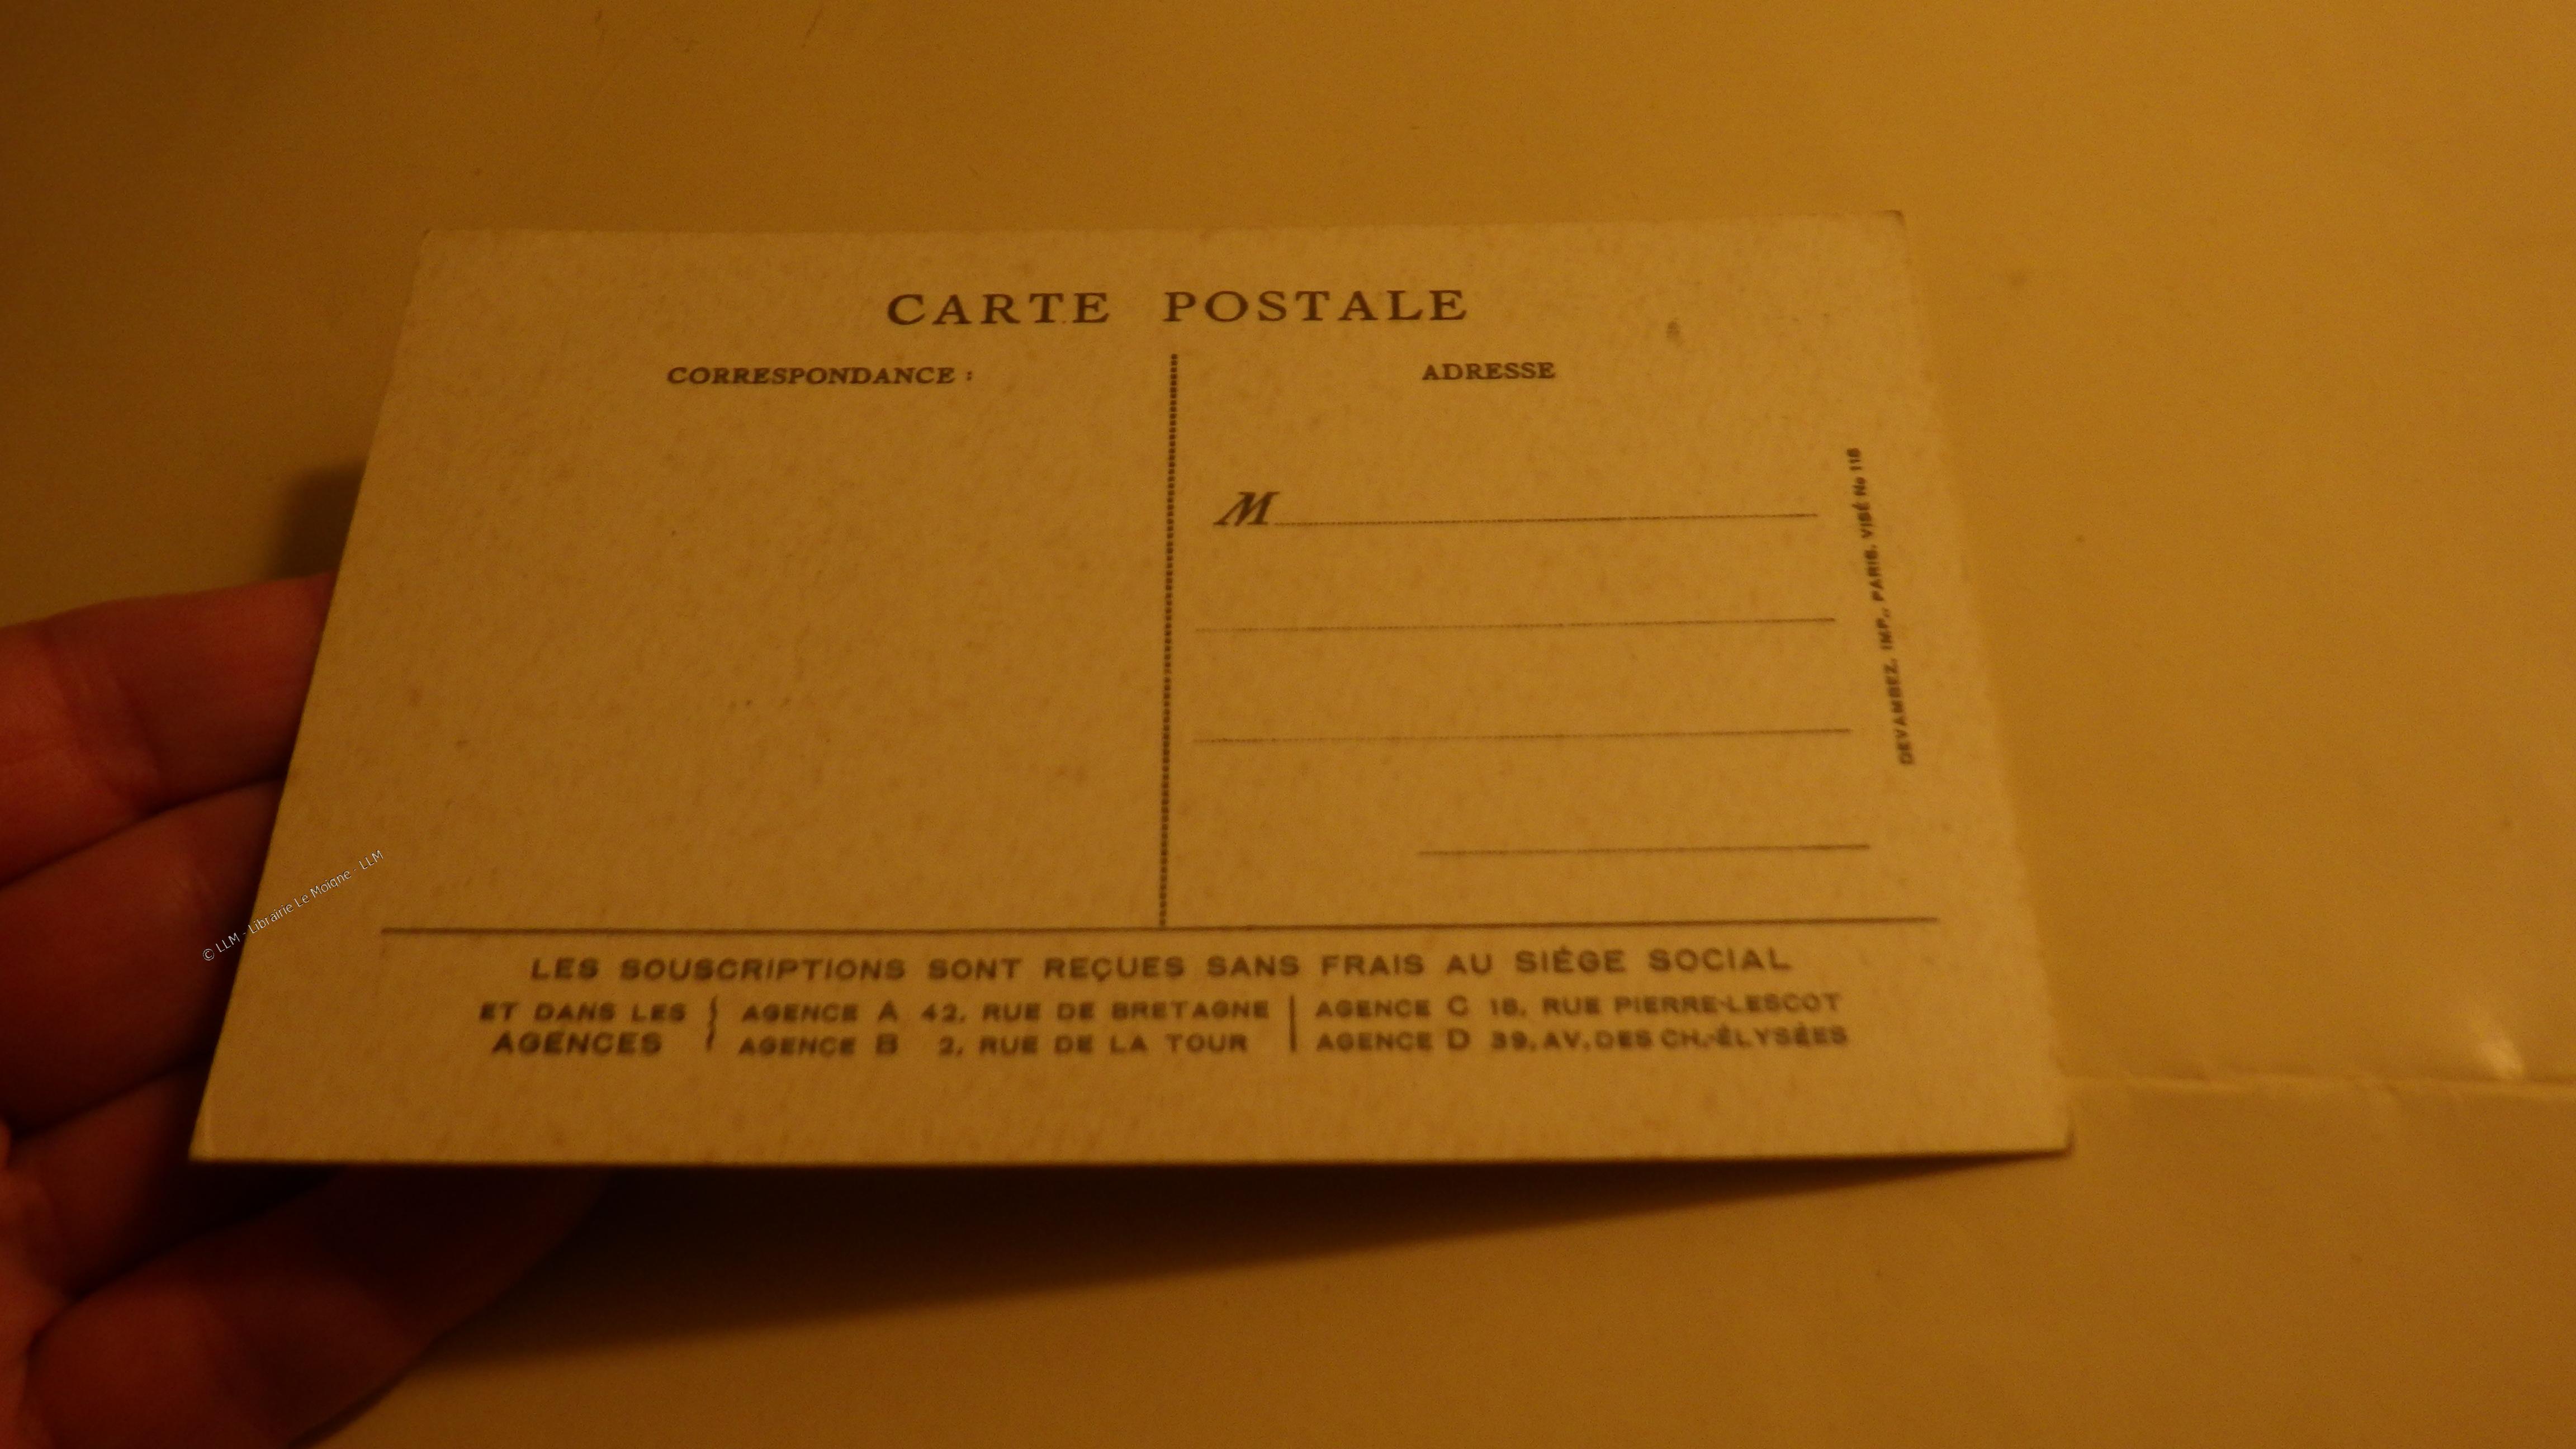 CARTE POSTALE
CORRESPONDANCE :
ADRESSE
M
DEVAMBEZ, IMP., PARIS. VISÉ No 118
LES SOUSCRIPTIONS SONT REÇUES SANS FRAIS AU SIÉGE SOCIAL
ET DANS LES AGENCES
AGENCE A 42, RUE DE BRETAGNE
AGENCE B 2, RUE DE LA TOUR
AGENCE C 16, RUE PIERRE-LESCOT
AGENCE D 39, AV. DES CH.-ÉLYSÉES
© LLM - Librairie Le Moigne - LLM